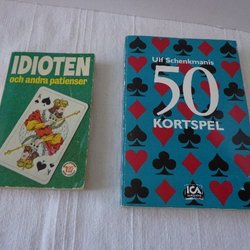 IDIOTEN
och andra patienser
Ulf Schenkmanis
50
KORTSPEL
ICA